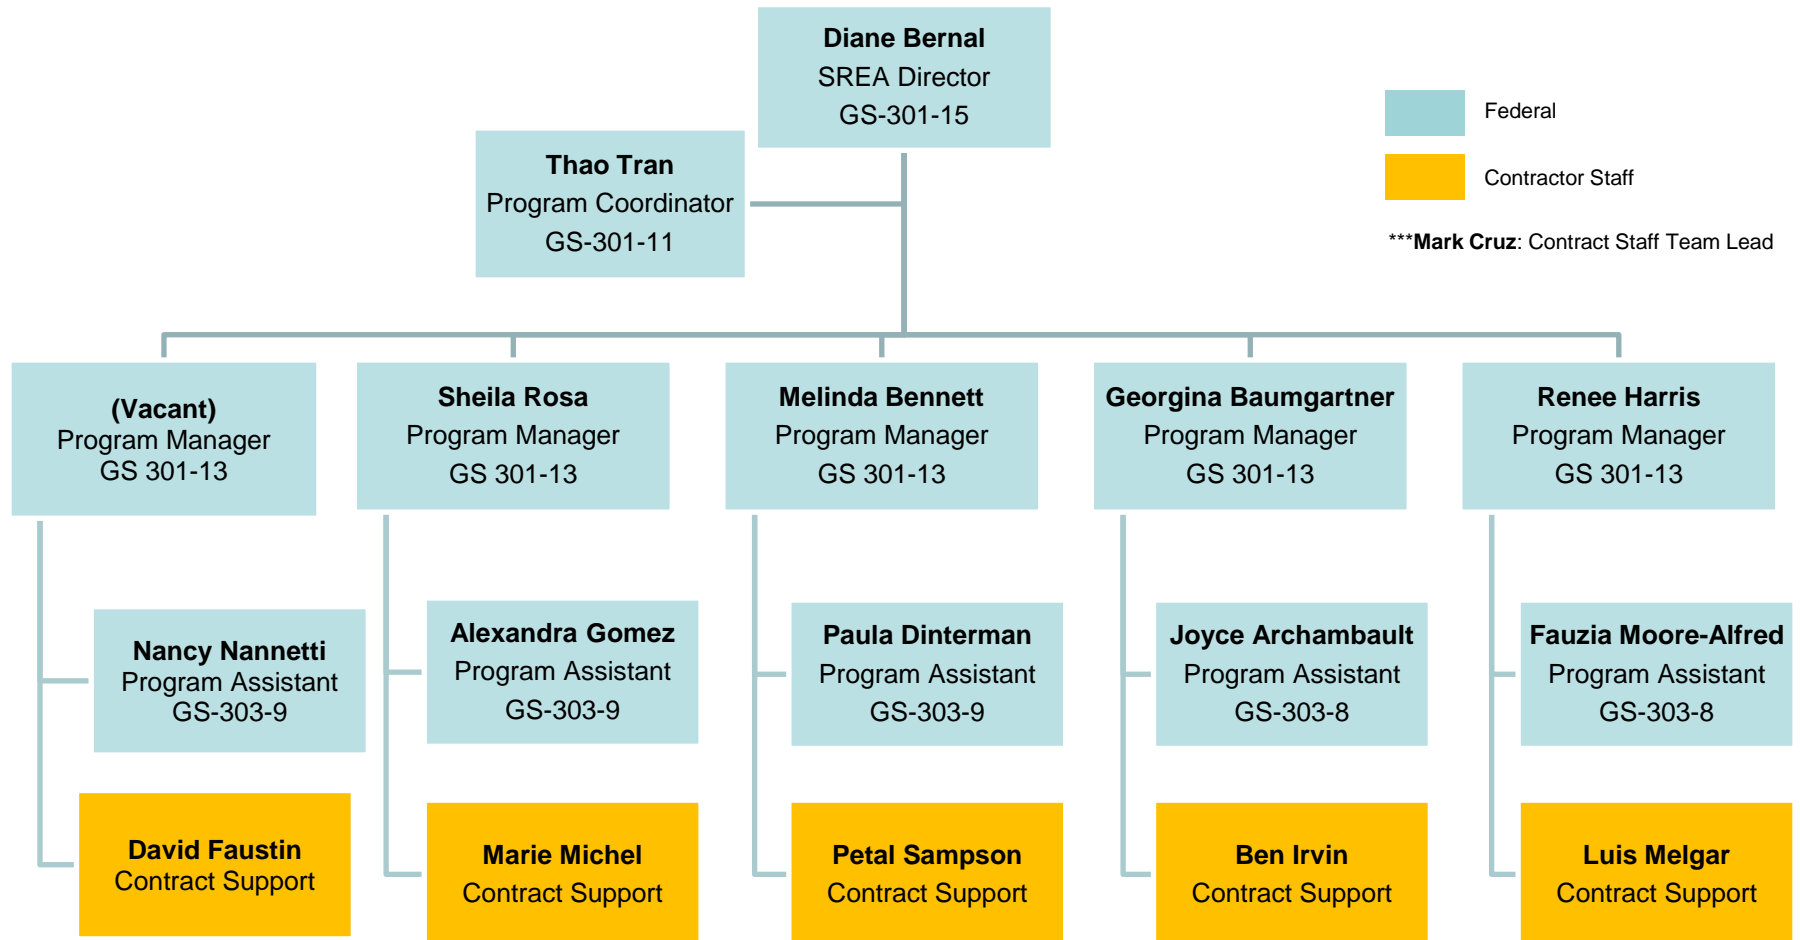 Diane Bernal
SREA Director
GS-301-15
Thao Tran
Program Coordinator
GS-301-11
Federal
Contractor Staff
***Mark Cruz: Contract Staff Team Lead
(Vacant)
Program Manager
GS 301-13
Sheila Rosa
Program Manager
GS 301-13
Melinda Bennett
Program Manager
GS 301-13
Georgina Baumgartner
Program Manager
GS 301-13
Renee Harris
Program Manager
GS 301-13
Nancy Nannetti
Program Assistant
GS-303-9
Alexandra Gomez
Program Assistant
GS-303-9
Paula Dinterman
Program Assistant
GS-303-9
Joyce Archambault
Program Assistant
GS-303-8
Fauzia Moore-Alfred
Program Assistant
GS-303-8
David Faustin
Contract Support
Marie Michel
Contract Support
Petal Sampson
Contract Support
Ben Irvin
Contract Support
Luis Melgar
Contract Support